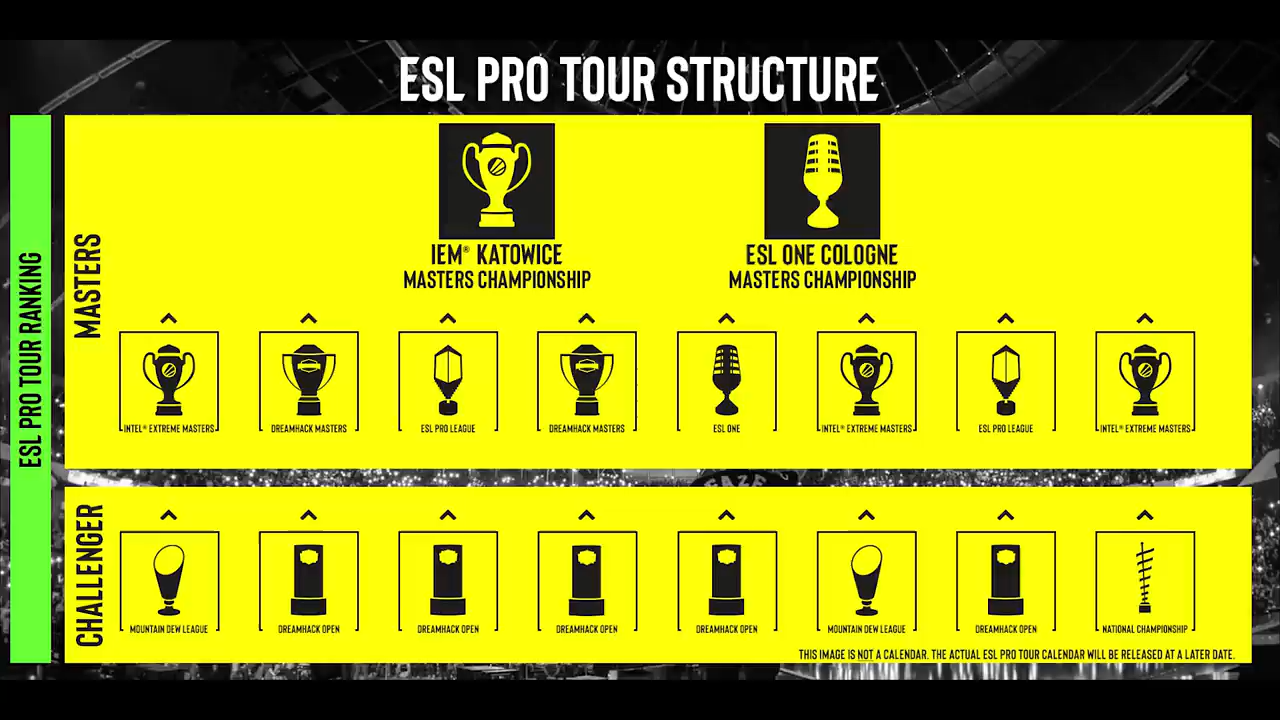 ESL PRO TOUR STRUCTURE
ESL PRO TOUR RANKING
MASTERS
IEM® KATOWICE
MASTERS CHAMPIONSHIP
ESL ONE COLOGNE
MASTERS CHAMPIONSHIP
INTEL® EXTREME MASTERS
DREAMHACK MASTERS
ESL PRO LEAGUE
DREAMHACK MASTERS
ESL ONE
INTEL® EXTREME MASTERS
ESL PRO LEAGUE
INTEL® EXTREME MASTERS
CHALLENGER
MOUNTAIN DEW LEAGUE
DREAMHACK OPEN
DREAMHACK OPEN
DREAMHACK OPEN
DREAMHACK OPEN
MOUNTAIN DEW LEAGUE
DREAMHACK OPEN
NATIONAL CHAMPIONSHIP
THIS IMAGE IS NOT A CALENDAR. THE ACTUAL ESL PRO TOUR CALENDAR WILL BE RELEASED AT A LATER DATE.